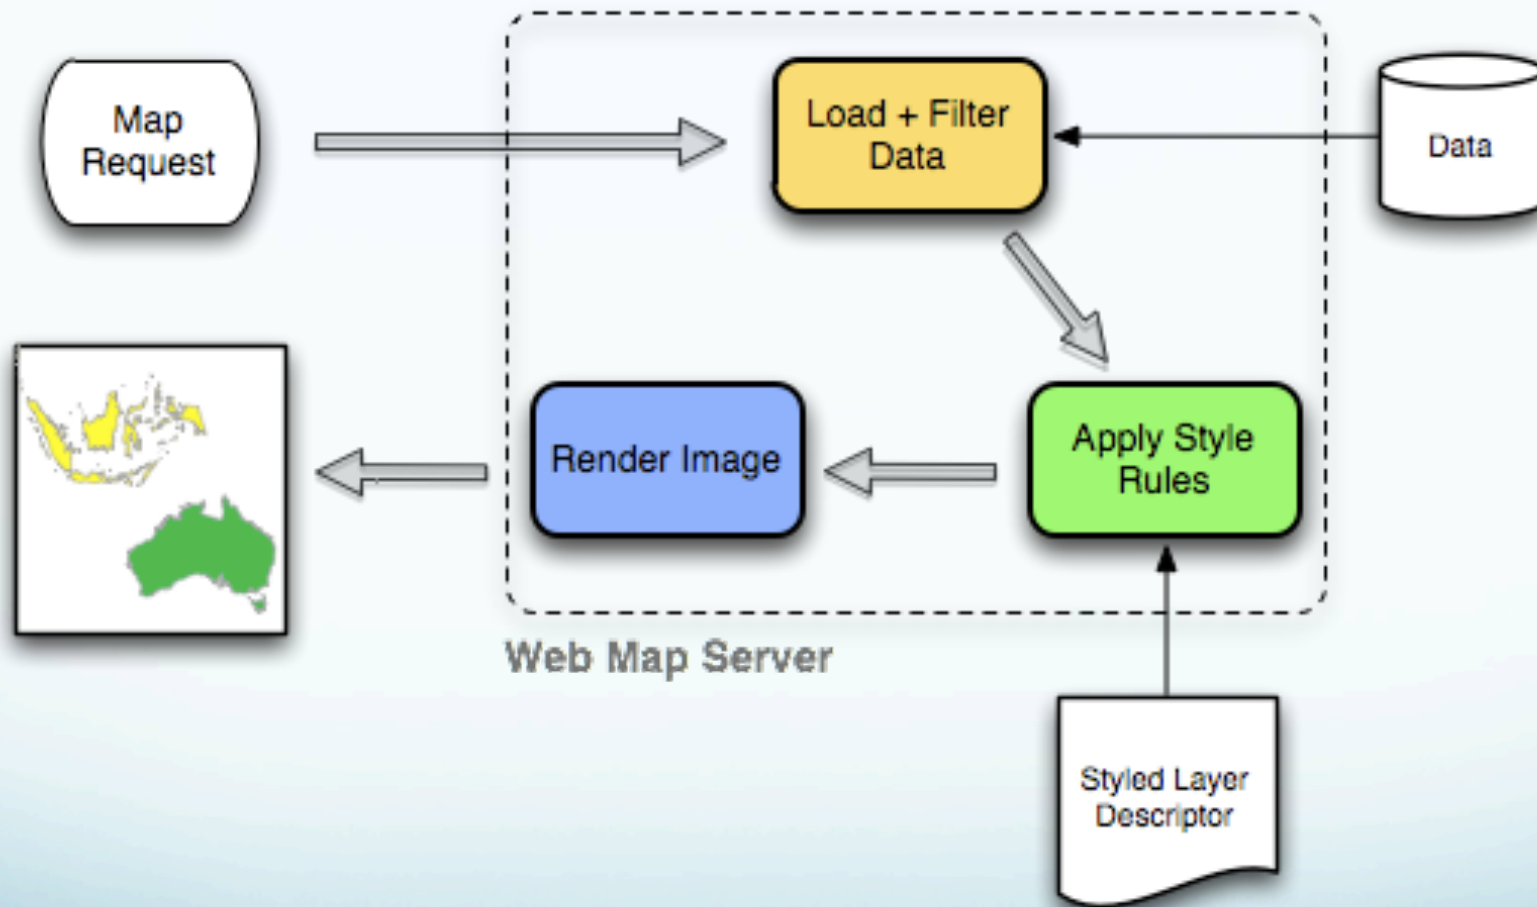 Map
Request
Load + Filter
Data
Data
Render Image
Apply Style
Rules
Web Map Server
Styled Layer
Descriptor